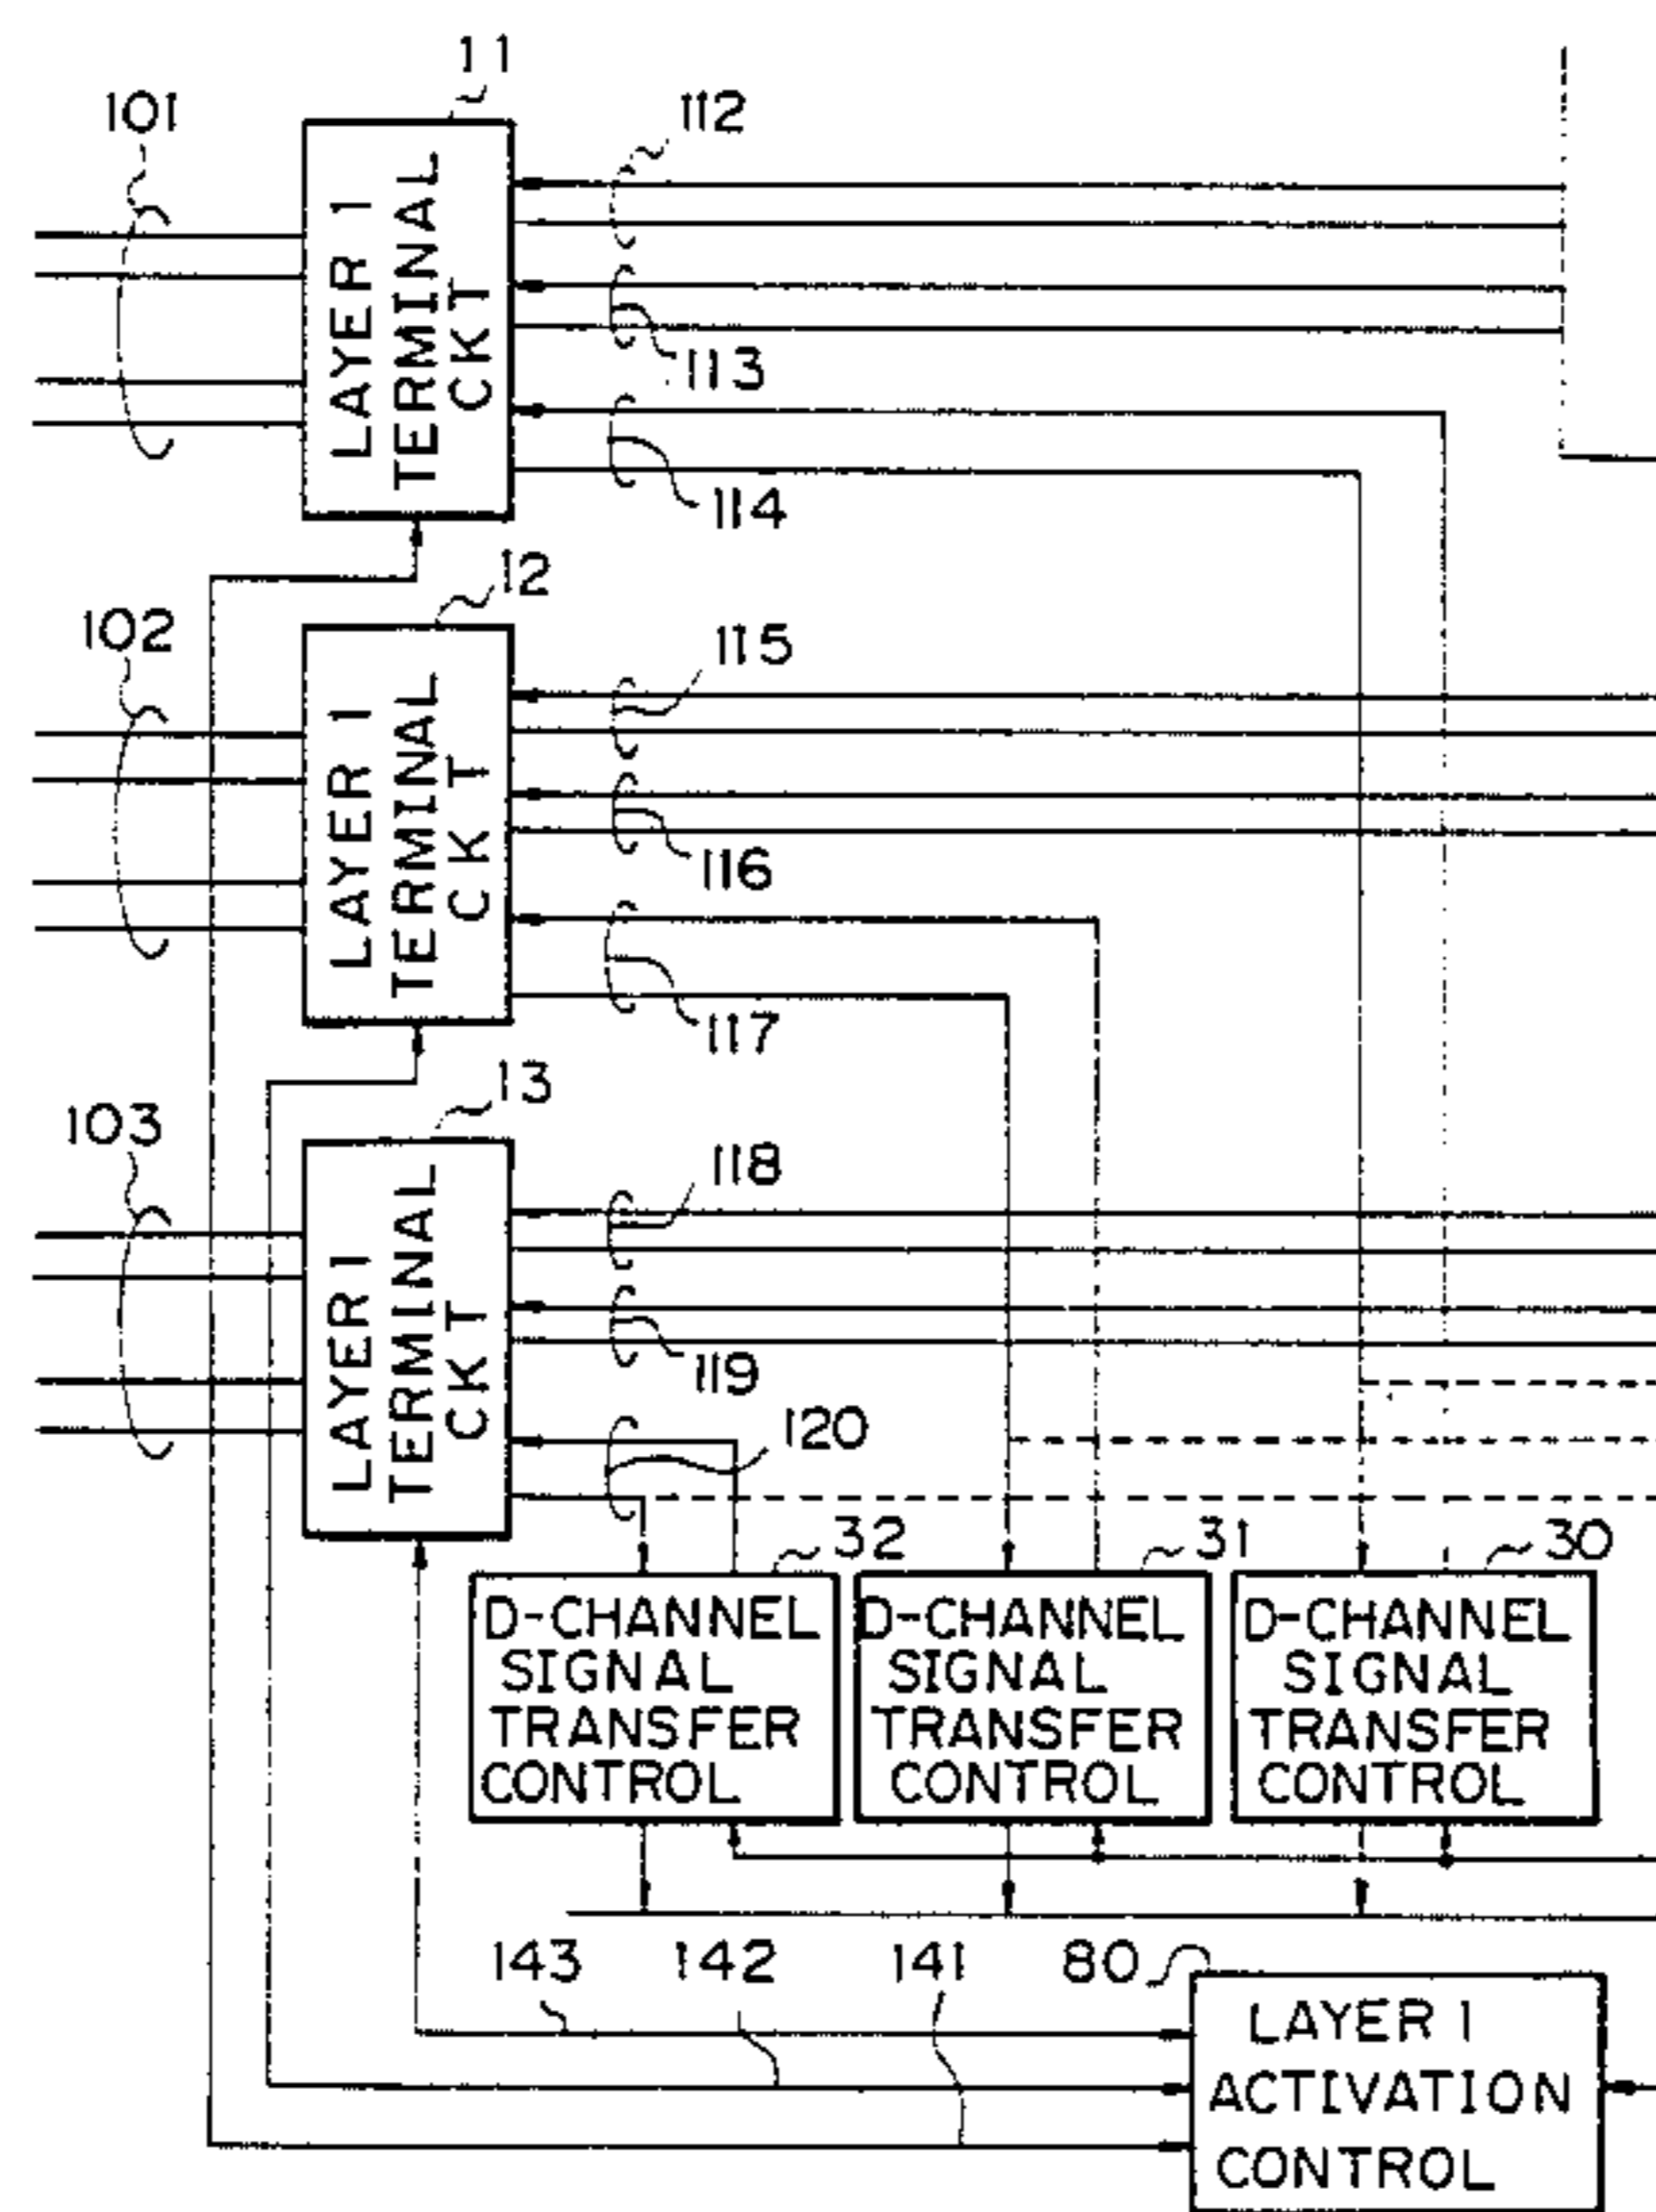 11
101
112
LAYER 1
TERMINAL
CKT
113
114
12
102
115
LAYER 1
TERMINAL
CKT
116
117
13
103
118
LAYER 1
TERMINAL
CKT
119
120
32
31
30
D-CHANNEL
SIGNAL
TRANSFER
CONTROL
D-CHANNEL
SIGNAL
TRANSFER
CONTROL
D-CHANNEL
SIGNAL
TRANSFER
CONTROL
143
142
141
80
LAYER 1
ACTIVATION
CONTROL